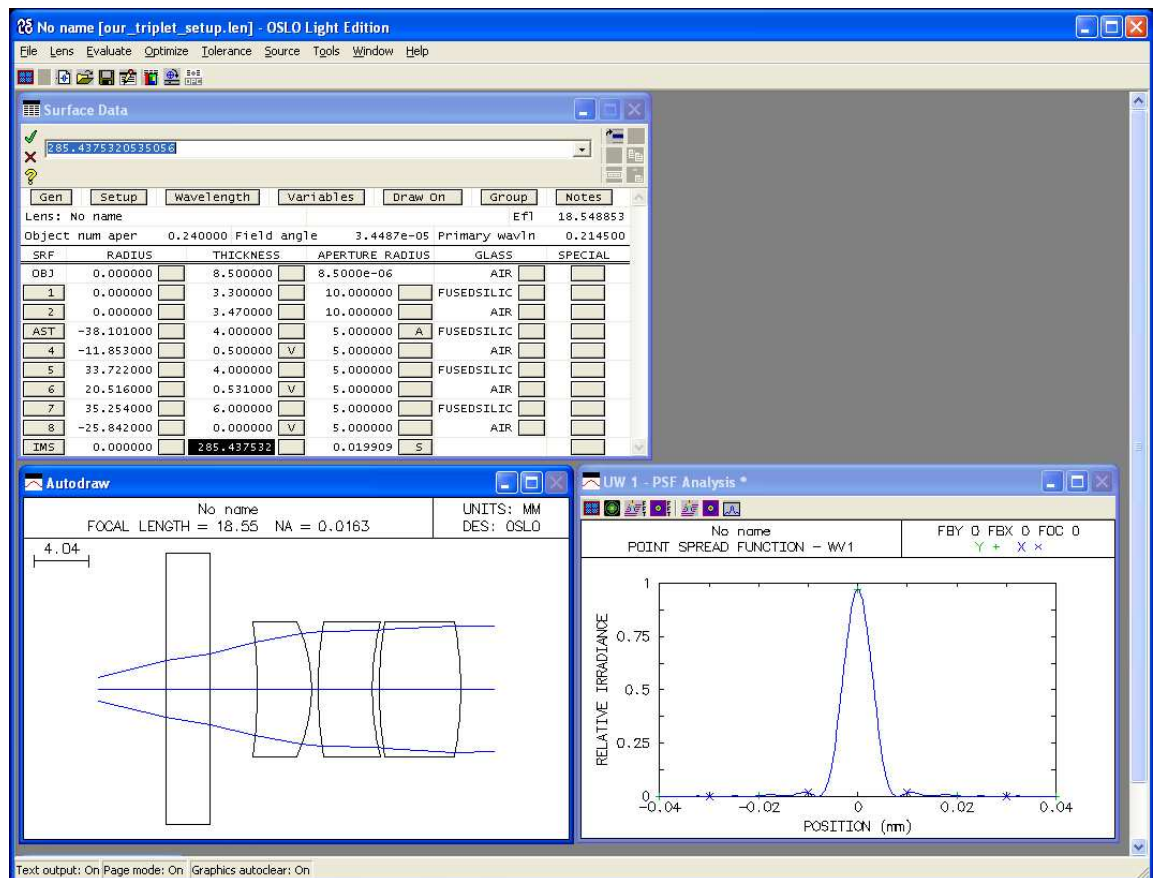 No name [our_triplet_setup.len] - OSLO Light Edition
File Lens Evaluate Optimize Tolerance Source Tools Window Help
Surface Data
285.4375320535056
Gen Setup Wavelength Variables Draw On Group Notes
Lens: No name Efl 18.548853
Object num aper 0.240000 Field angle 3.4487e-05 Primary wavln 0.214500
SRF RADIUS THICKNESS APERTURE RADIUS GLASS SPECIAL
OBJ 0.000000 8.500000 8.5000e-06 AIR
1 0.000000 3.300000 10.000000 FUSEDSILIC
2 0.000000 3.470000 10.000000 AIR
AST -38.101000 4.000000 5.000000 A FUSEDSILIC
4 -11.853000 0.500000 V 5.000000 AIR
5 33.722000 4.000000 5.000000 FUSEDSILIC
6 20.516000 0.531000 V 5.000000 AIR
7 35.254000 6.000000 5.000000 FUSEDSILIC
8 -25.842000 0.000000 V 5.000000 AIR
IMS 0.000000 285.437532 0.019909 S
Autodraw
No name
FOCAL LENGTH = 18.55 NA = 0.0163
UNITS: MM
DES: OSLO
4.04
UW 1 - PSF Analysis *
No name
POINT SPREAD FUNCTION - WV1
FBY 0 FBX 0 FOC 0
Y + X ×
1
0.75
0.5
0.25
0
RELATIVE IRRADIANCE
-0.04 -0.02 0 0.02 0.04
POSITION (mm)
Text output: On Page mode: On Graphics autoclear: On